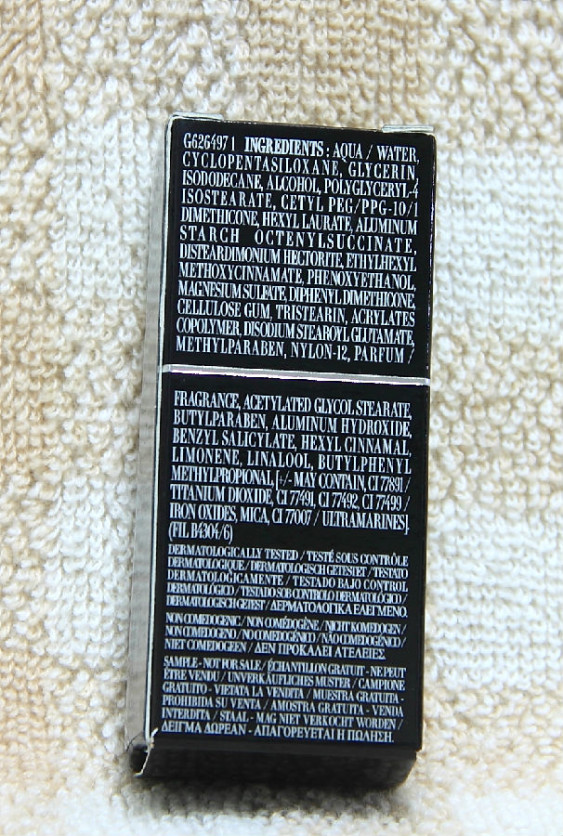 G626497 1 INGREDIENTS : AQUA / WATER,
CYCLOPENTASILOXANE, GLYCERIN,
ISODODECANE, ALCOHOL, POLYGLYCERYL-4
ISOSTEARATE, CETYL PEG/PPG-10/1
DIMETHICONE, HEXYL LAURATE, ALUMINUM
STARCH OCTENYLSUCCINATE,
DISTEARDIMONIUM HECTORITE, ETHYLHEXYL
METHOXYCINNAMATE, PHENOXYETHANOL,
MAGNESIUM SULFATE, DIPHENYL DIMETHICONE,
CELLULOSE GUM, TRISTEARIN, ACRYLATES
COPOLYMER, DISODIUM STEAROYL GLUTAMATE,
METHYLPARABEN, NYLON-12, PARFUM /
FRAGRANCE, ACETYLATED GLYCOL STEARATE,
BUTYLPARABEN, ALUMINUM HYDROXIDE,
BENZYL SALICYLATE, HEXYL CINNAMAL,
LIMONENE, LINALOOL, BUTYLPHENYL
METHYLPROPIONAL, [+/- MAY CONTAIN, CI 77891 /
TITANIUM DIOXIDE, CI 77491, CI 77492, CI 77499 /
IRON OXIDES, MICA, CI 77007 / ULTRAMARINES].
(FIL B4304/6)
DERMATOLOGICALLY TESTED / TESTÉ SOUS CONTRÔLE
DERMATOLOGIQUE / DERMATOLOGISCH GETESTET / TESTATO
DERMATOLOGICAMENTE / TESTADO BAJO CONTROL
DERMATOLÓGICO / TESTADO SOB CONTROLO DERMATOLÓGICO /
DERMATOLOGISCH GETEST / ΔΕΡΜΑΤΟΛΟΓΙΚΑ ΕΛΕΓΜΕΝΟ.
NON COMEDOGENIC / NON COMÉDOGÈNE / NICHT KOMEDOGEN /
NON COMEDOGENO / NO COMEDOGÉNICO / NÃO COMEDOGÉNICO /
NIET COMEDOGEEN / ΔΕΝ ΠΡΟΚΑΛΕΙ ΑΤΕΛΕΙΕΣ.
SAMPLE - NOT FOR SALE / ÉCHANTILLON GRATUIT - NE PEUT
ÊTRE VENDU / UNVERKÄUFLICHES MUSTER / CAMPIONE
GRATUITO - VIETATA LA VENDITA / MUESTRA GRATUITA -
PROHIBIDA SU VENTA / AMOSTRA GRATUITA - VENDA
INTERDITA / STAAL - MAG NIET VERKOCHT WORDEN /
ΔΕΙΓΜΑ ΔΩΡΕΑΝ - ΑΠΑΓΟΡΕΥΕΤΑΙ Η ΠΩΛΗΣΗ.